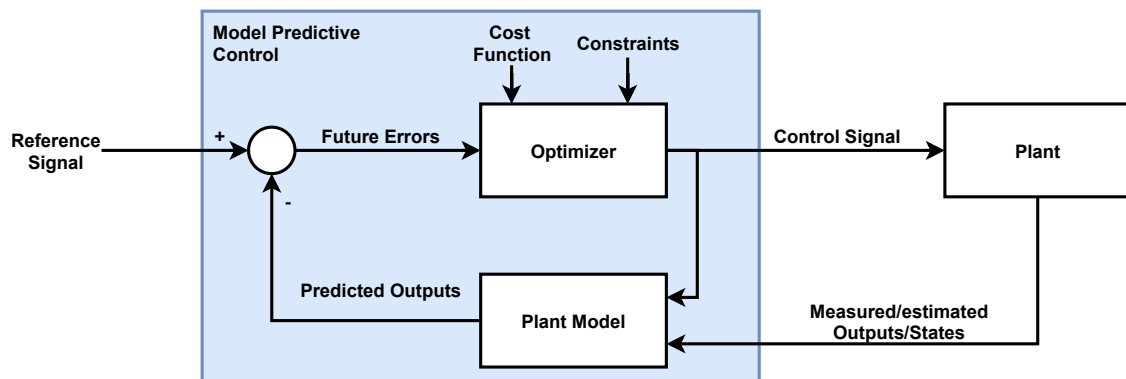 Model Predictive
Control
Cost
Function
Constraints
Reference
Signal
+
Future Errors
Optimizer
Control Signal
Plant
-
Predicted Outputs
Plant Model
Measured/estimated
Outputs/States